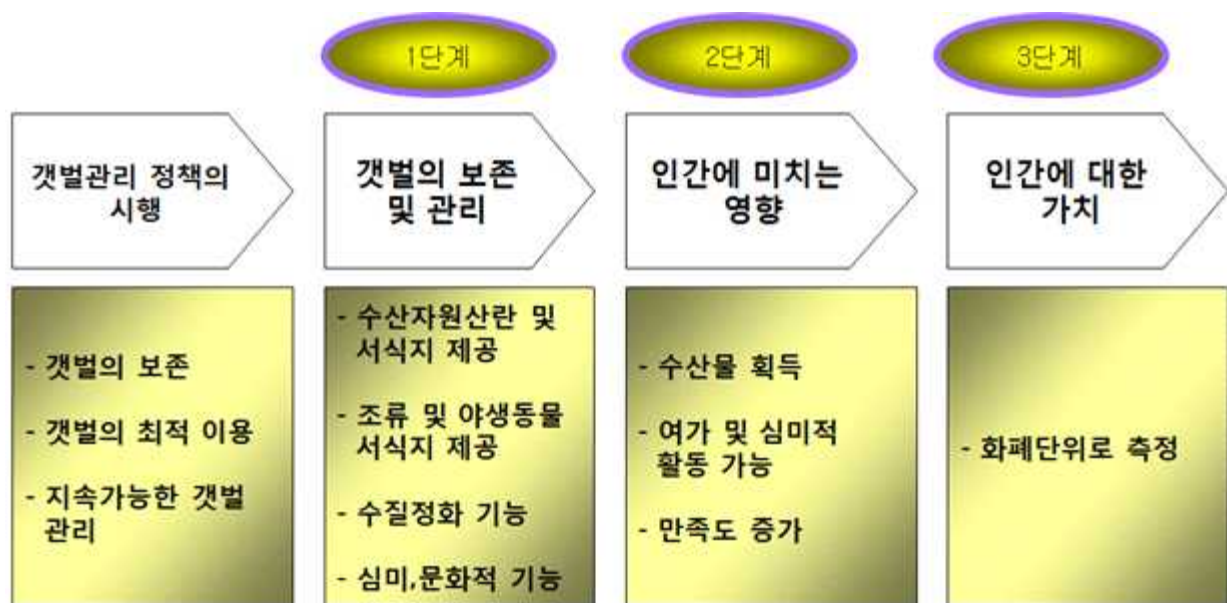 1단계
2단계
3단계
갯벌관리 정책의
시행
갯벌의 보존
및 관리
인간에 미치는
영향
인간에 대한
가치
- 갯벌의 보존
- 갯벌의 최적 이용
- 지속가능한 갯벌
관리
- 수산자원산란 및
서식지 제공
- 조류 및 야생동물
서식지 제공
- 수질정화 기능
- 심미,문화적 기능
- 수산물 획득
- 여가 및 심미적
활동 가능
- 만족도 증가
- 화폐단위로 측정